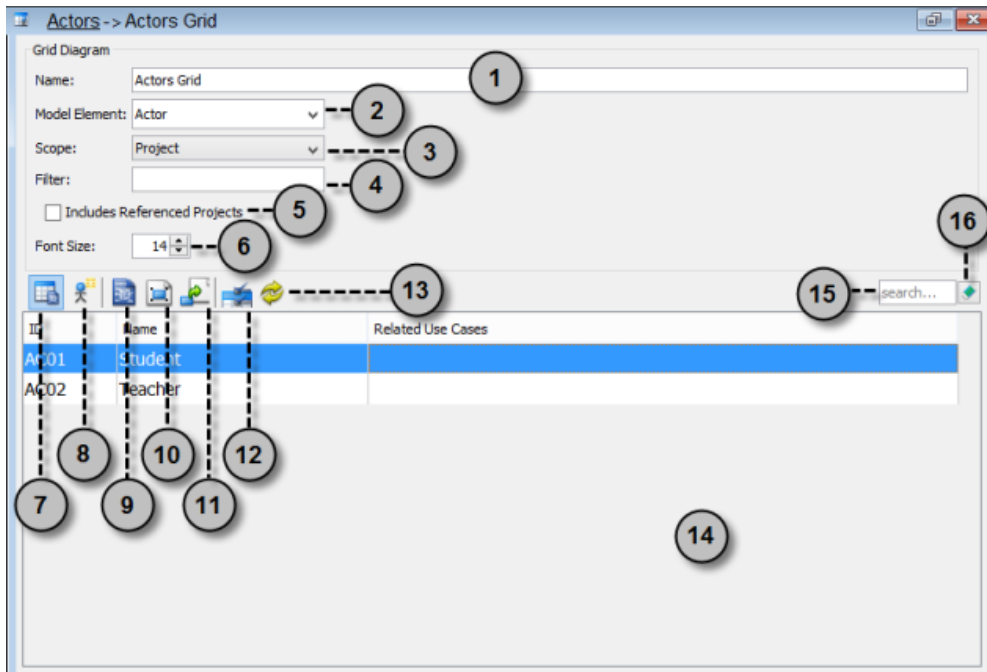 Actors -> Actors Grid
Grid Diagram
Name: Actors Grid 1
Model Element: Actor 2
Scope: Project 3
Filter: 4
Includes Referenced Projects 5
Font Size: 14 6
16
13 15 search...
ID Name Related Use Cases
AC01 Student
AC02 Teacher
8 10 12
7 9 11
14